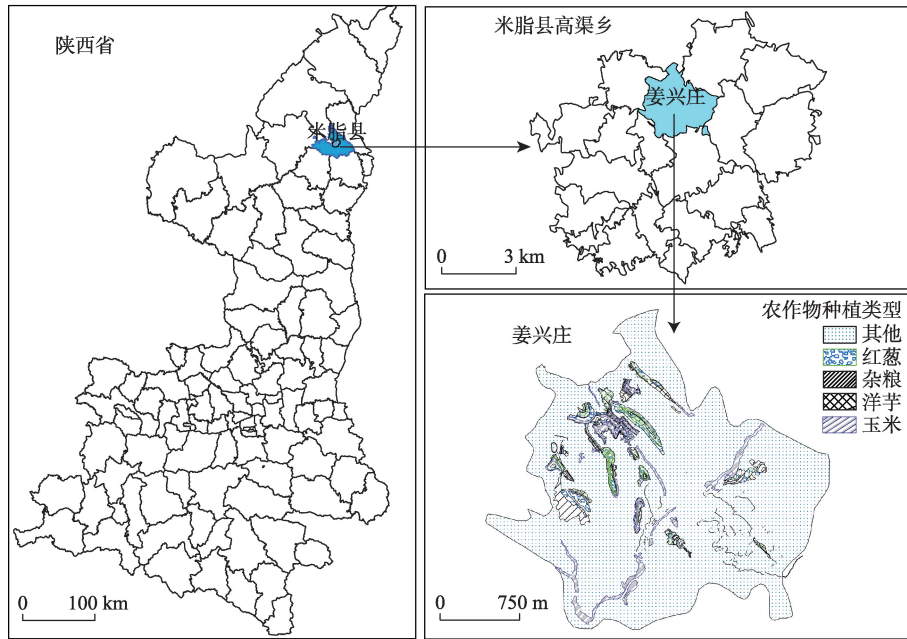 陕西省
米脂县
0 100 km
米脂县高渠乡
姜兴庄
0 3 km
农作物种植类型
姜兴庄
其他
红葱
杂粮
洋芋
玉米
0 750 m